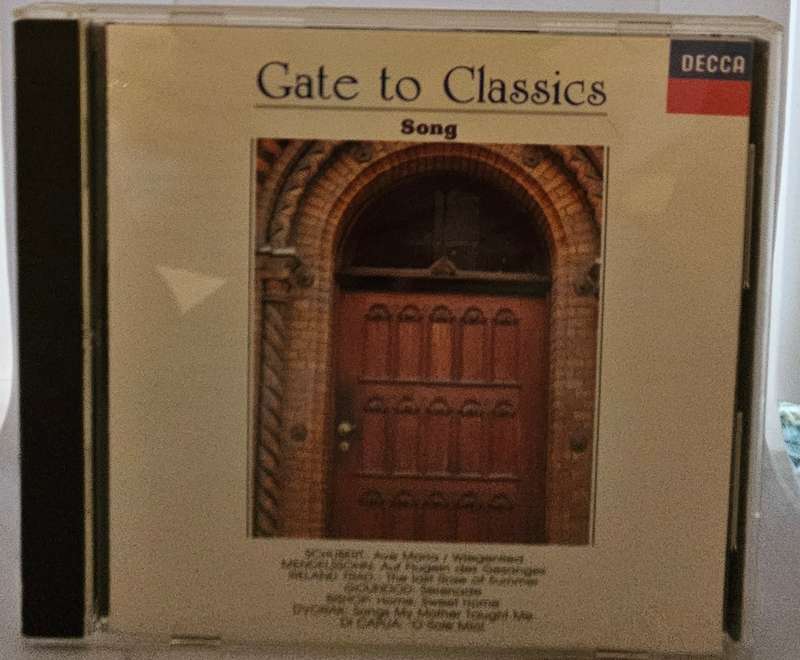 Gate to Classics
DECCA
Song
SCHUBERT: Ave Maria / Wiegenlied
MENDELSSOHN: Auf Flügeln des Gesanges
IRELAND TRAD.: The last Rose of Summer
GOUNOD: Serenade
BISHOP: Home, Sweet Home
DVORAK: Songs My Mother Taught Me
DI CAPUA: 'O Sole Mio!